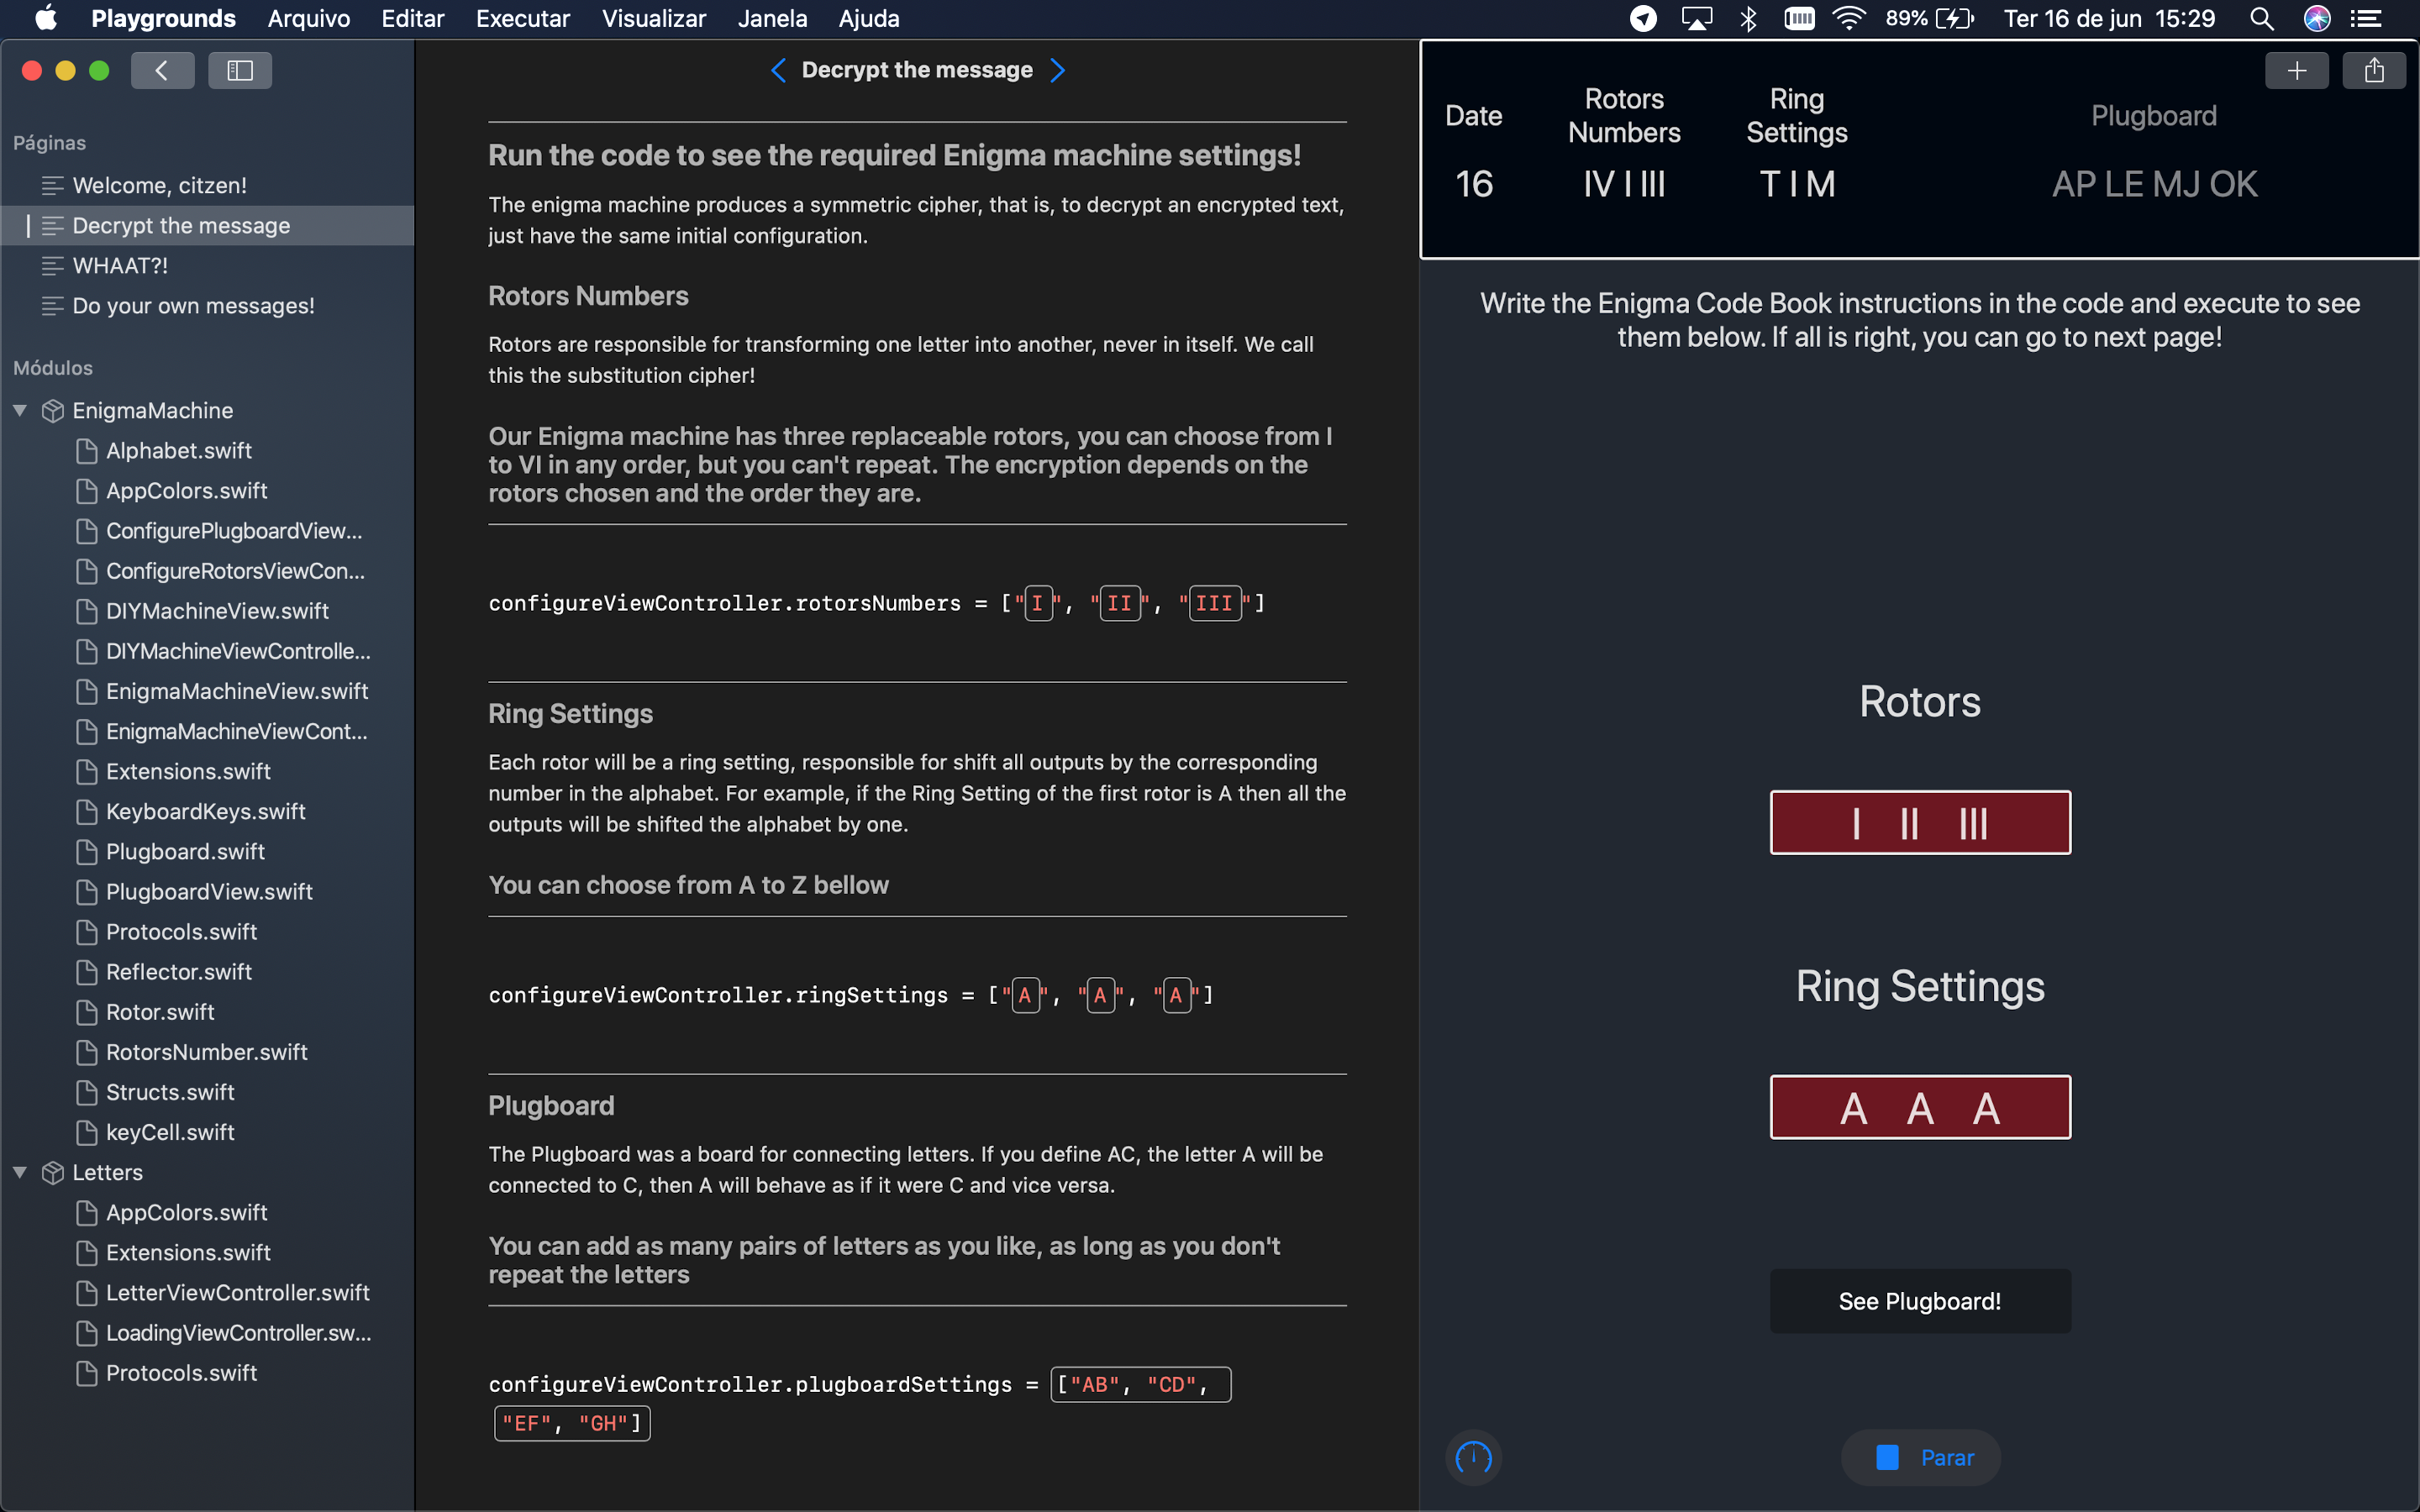 Playgrounds Arquivo Editar Executar Visualizar Janela Ajuda 89% Ter 16 de jun 15:29
Páginas
Welcome, citzen!
Decrypt the message
WHAAT?!
Do your own messages!
Módulos
EnigmaMachine
Alphabet.swift
AppColors.swift
ConfigurePlugboardView...
ConfigureRotorsViewCon...
DIYMachineView.swift
DIYMachineViewControlle...
EnigmaMachineView.swift
EnigmaMachineViewCont...
Extensions.swift
KeyboardKeys.swift
Plugboard.swift
PlugboardView.swift
Protocols.swift
Reflector.swift
Rotor.swift
RotorsNumber.swift
Structs.swift
keyCell.swift
Letters
AppColors.swift
Extensions.swift
LetterViewController.swift
LoadingViewController.sw...
Protocols.swift
Decrypt the message
Run the code to see the required Enigma machine settings!
The enigma machine produces a symmetric cipher, that is, to decrypt an encrypted text,
just have the same initial configuration.
Rotors Numbers
Rotors are responsible for transforming one letter into another, never in itself. We call
this the substitution cipher!
Our Enigma machine has three replaceable rotors, you can choose from I
to VI in any order, but you can't repeat. The encryption depends on the
rotors chosen and the order they are.
configureViewController.rotorsNumbers = ["I", "II", "III"]
Ring Settings
Each rotor will be a ring setting, responsible for shift all outputs by the corresponding
number in the alphabet. For example, if the Ring Setting of the first rotor is A then all the
outputs will be shifted the alphabet by one.
You can choose from A to Z bellow
configureViewController.ringSettings = ["A", "A", "A"]
Plugboard
The Plugboard was a board for connecting letters. If you define AC, the letter A will be
connected to C, then A will behave as if it were C and vice versa.
You can add as many pairs of letters as you like, as long as you don't
repeat the letters
configureViewController.plugboardSettings = ["AB", "CD",
"EF", "GH"]
Date
Rotors
Numbers
Ring
Settings
Plugboard
16 IV I III T I M AP LE MJ OK
Write the Enigma Code Book instructions in the code and execute to see
them below. If all is right, you can go to next page!
Rotors
I II III
Ring Settings
A A A
See Plugboard!
Parar